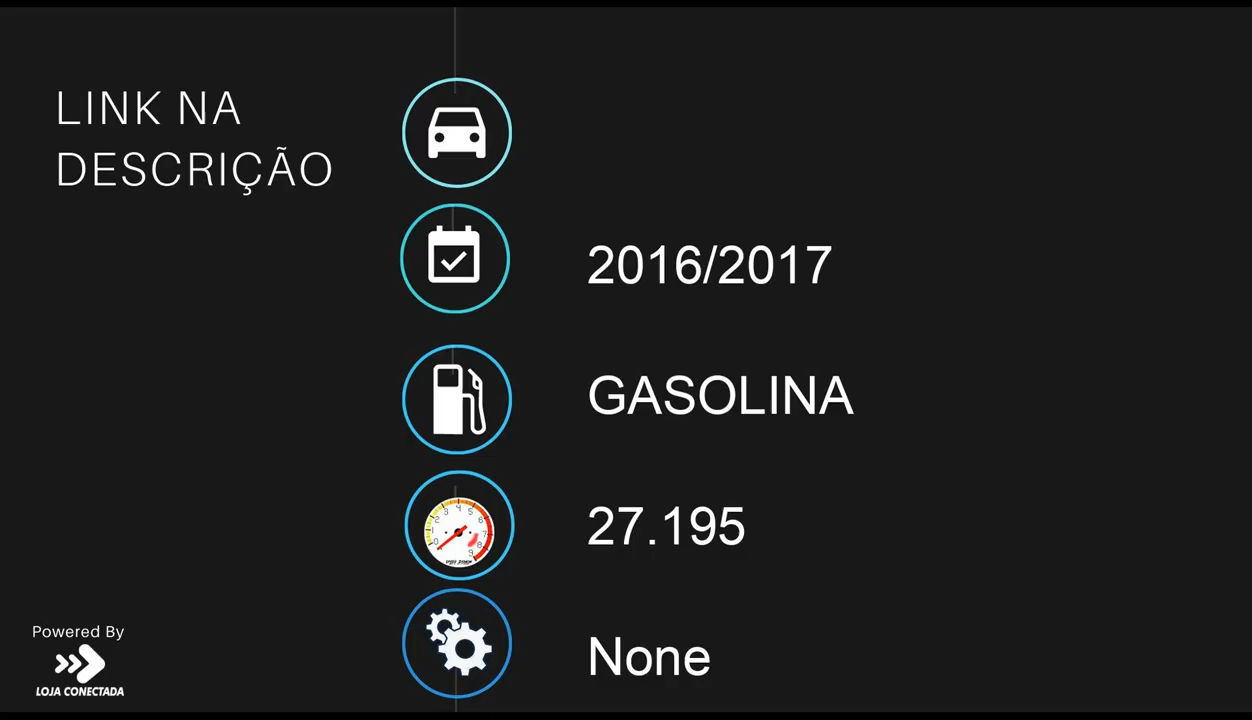 LINK NA
DESCRIÇÃO
2016/2017
GASOLINA
27.195
None
Powered By
LOJA CONECTADA